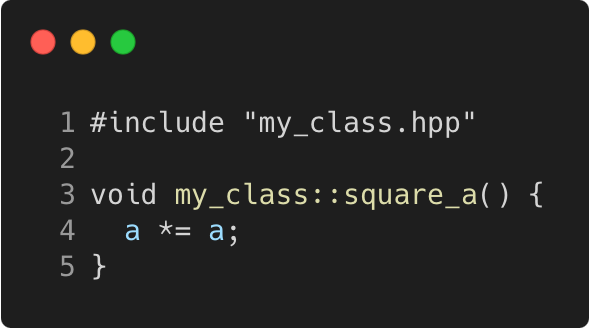 1 #include "my_class.hpp"
2
3 void my_class::square_a() {
4   a *= a;
5 }